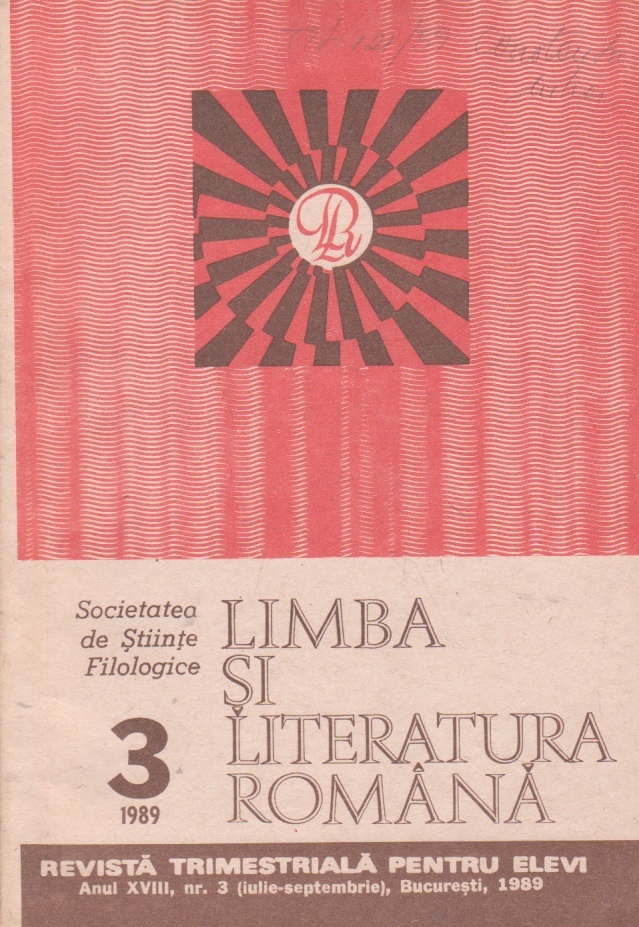 LLR
Societatea
de Științe
Filologice
3
1989
LIMBA
ȘI
LITERATURA
ROMÂNĂ
REVISTĂ TRIMESTRIALĂ PENTRU ELEVI
Anul XVIII, nr. 3 (iulie-septembrie), București, 1989